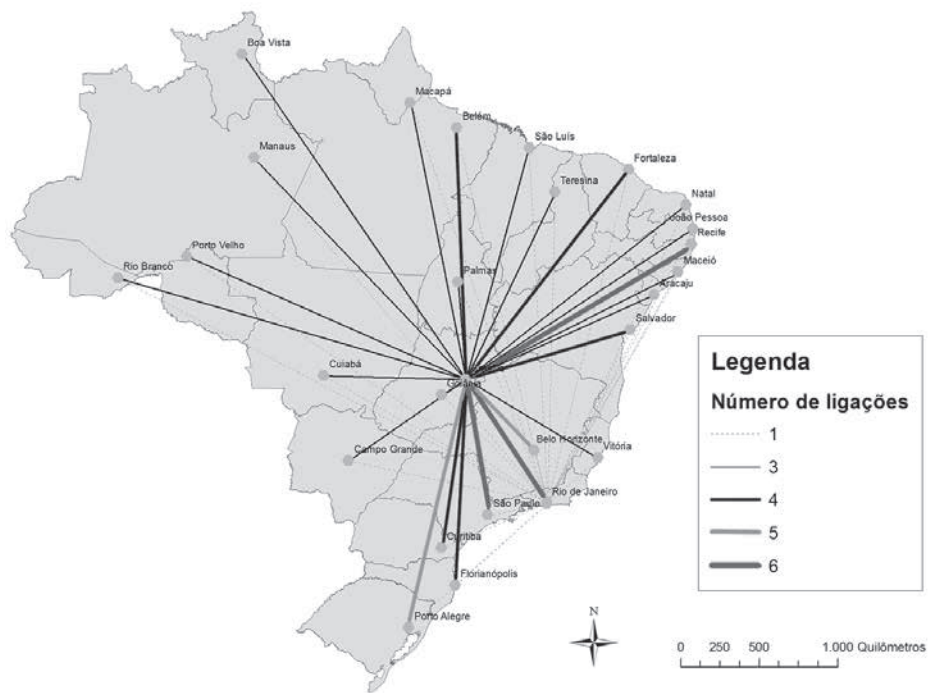 Boa Vista
Macapá
Belém
São Luís
Manaus
Fortaleza
Teresina
Natal
João Pessoa
Recife
Porto Velho
Maceió
Rio Branco
Palmas
Aracaju
Salvador
Cuiabá
Goiânia
Belo Horizonte
Vitória
Campo Grande
Rio de Janeiro
São Paulo
Curitiba
Florianópolis
Porto Alegre
Legenda
Número de ligações
1
3
4
5
6
N
0 250 500 1.000 Quilômetros